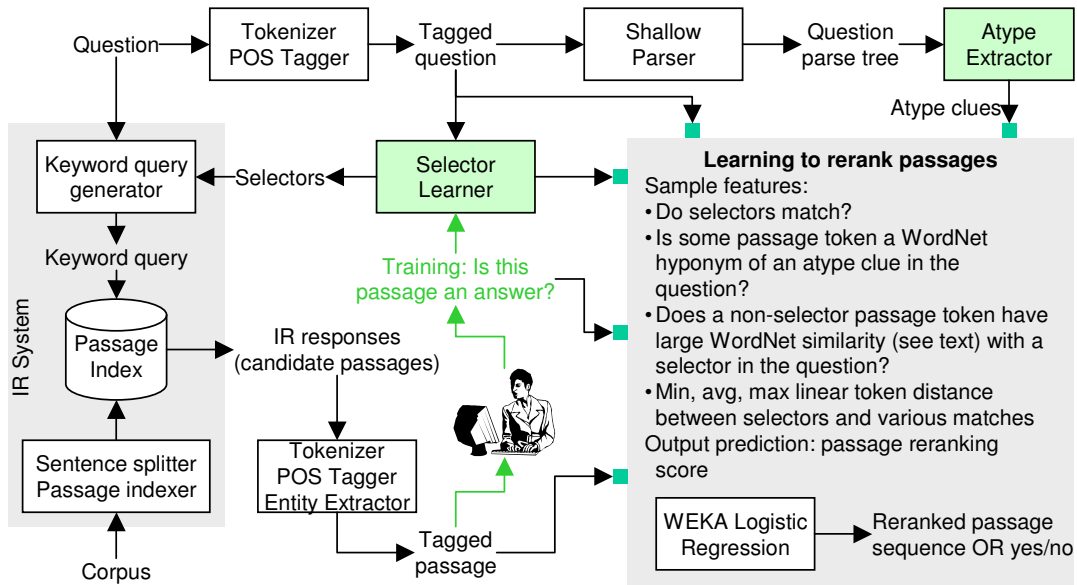 Question
Tokenizer
POS Tagger
Tagged
question
Shallow
Parser
Question
parse tree
Atype
Extractor
Atype clues
Keyword query
generator
Selectors
Selector
Learner
Keyword query
Training: Is this
passage an answer?
IR System
Passage
Index
IR responses
(candidate passages)
Sentence splitter
Passage indexer
Tokenizer
POS Tagger
Entity Extractor
Corpus
Tagged
passage
Learning to rerank passages
Sample features:
• Do selectors match?
• Is some passage token a WordNet
hyponym of an atype clue in the
question?
• Does a non-selector passage token have
large WordNet similarity (see text) with a
selector in the question?
• Min, avg, max linear token distance
between selectors and various matches
Output prediction: passage reranking
score
WEKA Logistic
Regression
Reranked passage
sequence OR yes/no